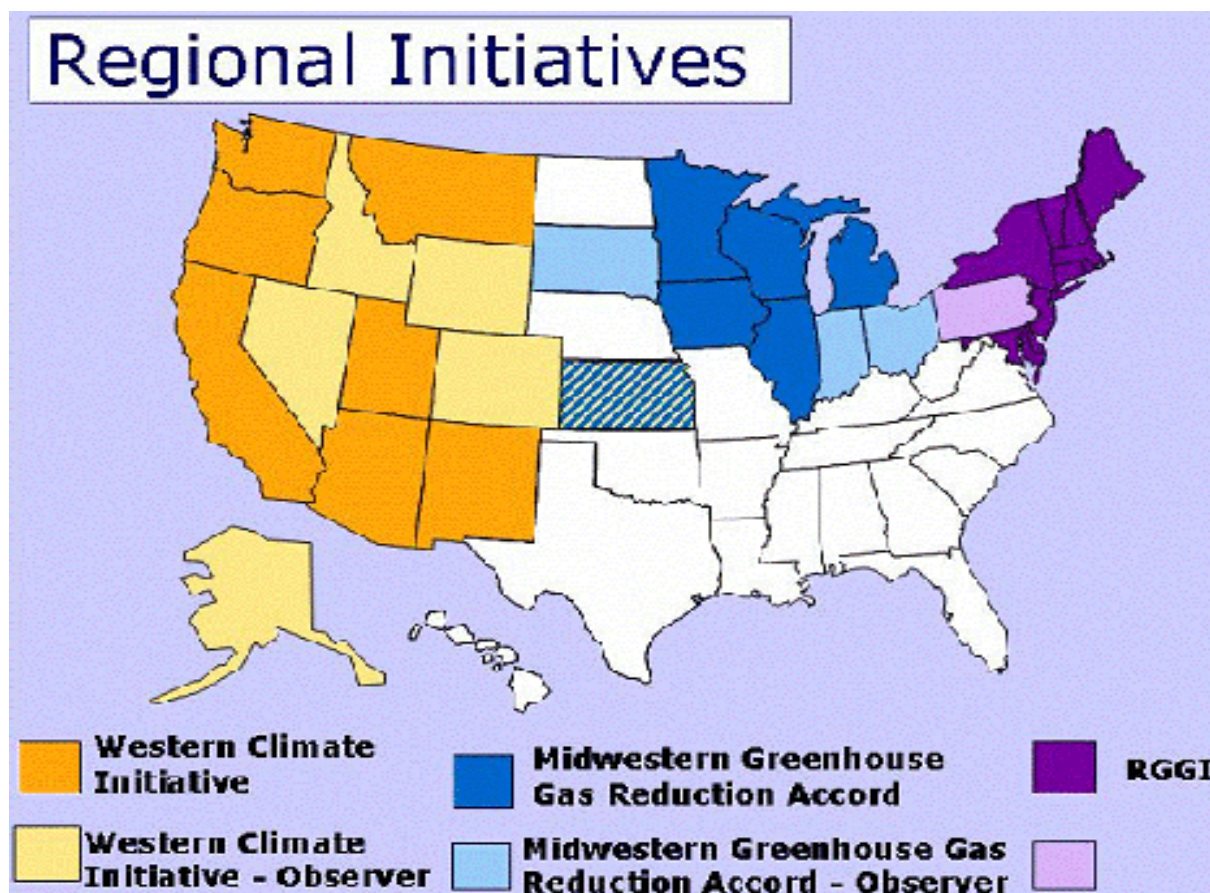 Regional Initiatives
Western Climate
Initiative
Midwestern Greenhouse
Gas Reduction Accord
RGGI
Western Climate
Initiative - Observer
Midwestern Greenhouse Gas
Reduction Accord - Observer